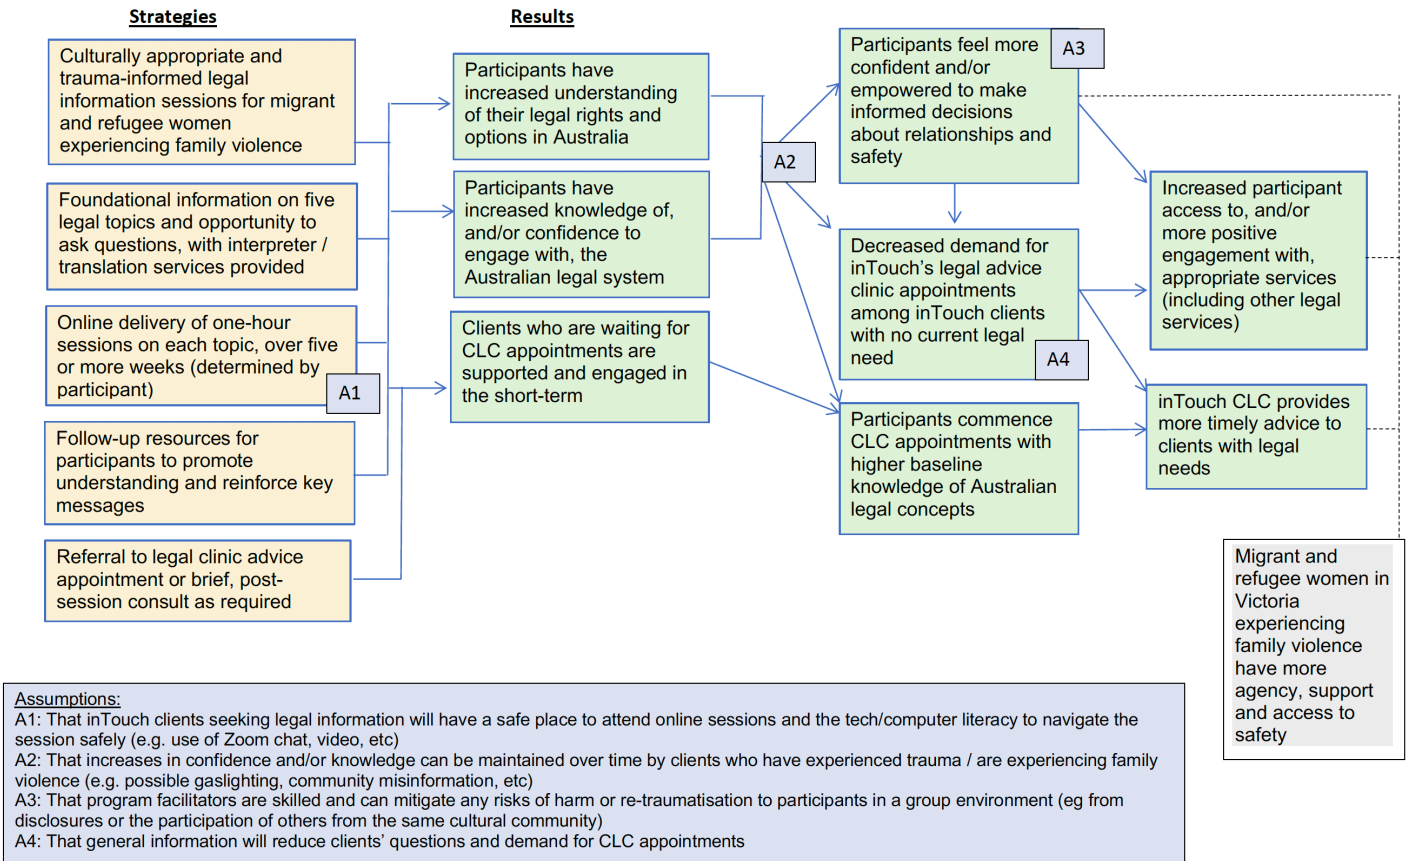 Strategies
Results
Culturally appropriate and
trauma-informed legal
information sessions for migrant
and refugee women
experiencing family violence
Foundational information on five
legal topics and opportunity to
ask questions, with interpreter /
translation services provided
Online delivery of one-hour
sessions on each topic, over five
or more weeks (determined by
participant)
A1
Follow-up resources for
participants to promote
understanding and reinforce key
messages
Referral to legal clinic advice
appointment or brief, post-
session consult as required
Participants have
increased understanding
of their legal rights and
options in Australia
Participants have
increased knowledge of,
and/or confidence to
engage with, the
Australian legal system
Clients who are waiting for
CLC appointments are
supported and engaged in
the short-term
A2
Participants feel more
confident and/or
empowered to make
informed decisions
about relationships and
safety
A3
Decreased demand for
inTouch’s legal advice
clinic appointments
among inTouch clients
with no current legal
need
A4
Participants commence
CLC appointments with
higher baseline
knowledge of Australian
legal concepts
Increased participant
access to, and/or
more positive
engagement with,
appropriate services
(including other legal
services)
inTouch CLC provides
more timely advice to
clients with legal
needs
Migrant and
refugee women in
Victoria
experiencing
family violence
have more
agency, support
and access to
safety
Assumptions:
A1: That inTouch clients seeking legal information will have a safe place to attend online sessions and the tech/computer literacy to navigate the
session safely (e.g. use of Zoom chat, video, etc)
A2: That increases in confidence and/or knowledge can be maintained over time by clients who have experienced trauma / are experiencing family
violence (e.g. possible gaslighting, community misinformation, etc)
A3: That program facilitators are skilled and can mitigate any risks of harm or re-traumatisation to participants in a group environment (eg from
disclosures or the participation of others from the same cultural community)
A4: That general information will reduce clients’ questions and demand for CLC appointments